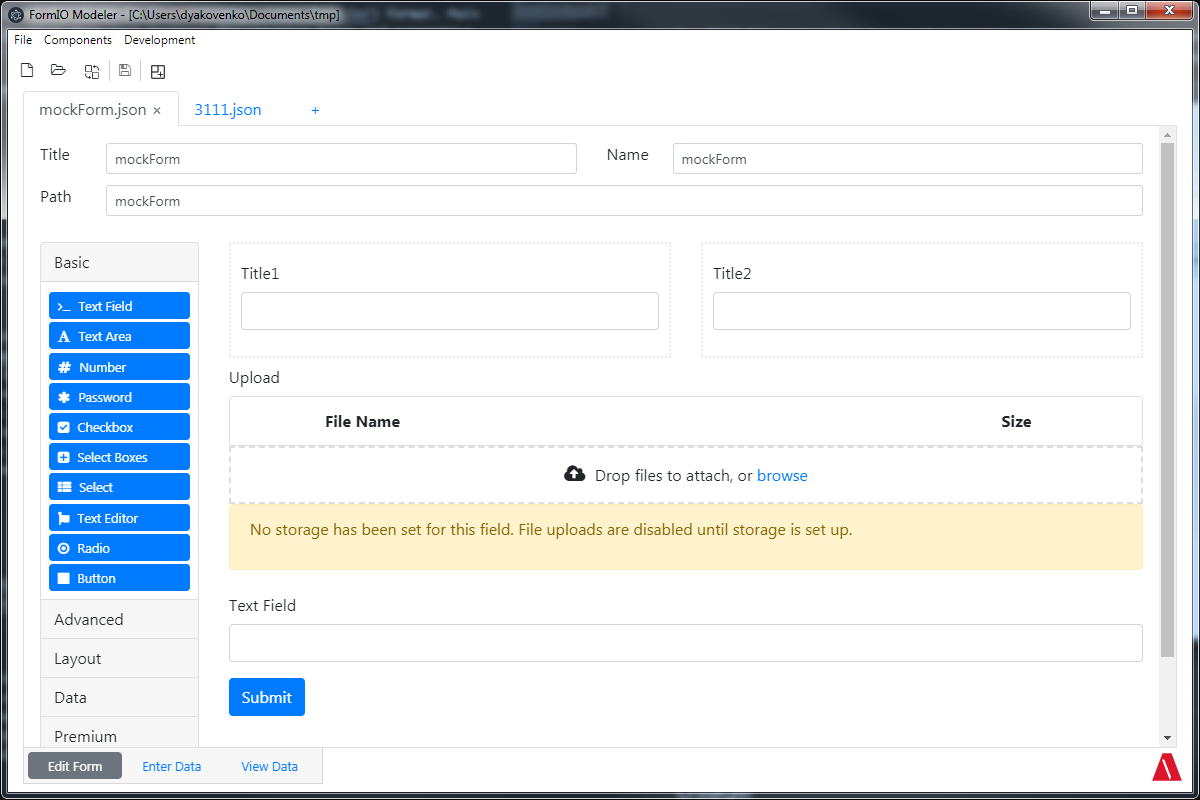 FormIO Modeler - [C:\Users\dyakovenko\Documents\tmp]
File Components Development
mockForm.json × 3111.json +
Title mockForm Name mockForm
Path mockForm
Basic
Text Field
Text Area
Number
Password
Checkbox
Select Boxes
Select
Text Editor
Radio
Button
Advanced
Layout
Data
Premium
Title1 Title2
Upload
File Name Size
Drop files to attach, or browse
No storage has been set for this field. File uploads are disabled until storage is set up.
Text Field
Submit
Edit Form Enter Data View Data